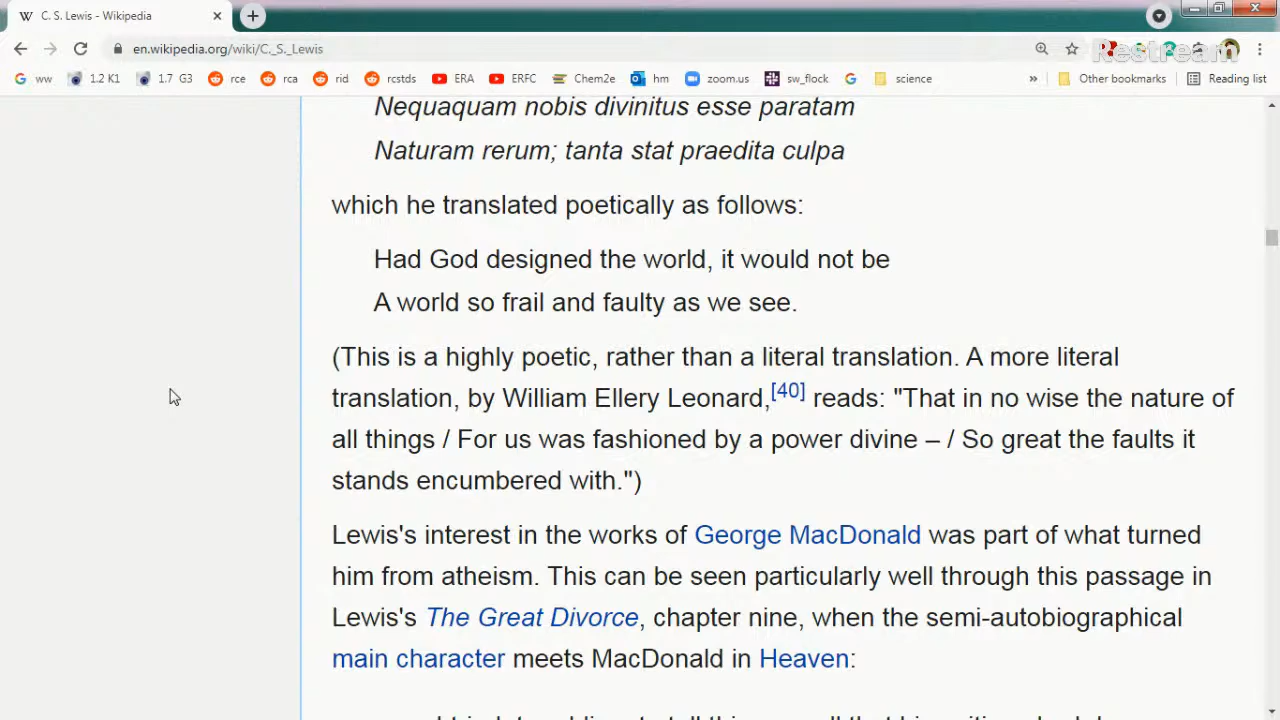 C. S. Lewis - Wikipedia
en.wikipedia.org/wiki/C._S._Lewis
Restream
ww
1.2 K1
1.7 G3
rce
rca
rid
rcstds
ERA
ERFC
Chem2e
hm
zoom.us
sw_flock
science
»
Other bookmarks
Reading list
Nequaquam nobis divinitus esse paratam
Naturam rerum; tanta stat praedita culpa
which he translated poetically as follows:
Had God designed the world, it would not be
A world so frail and faulty as we see.
(This is a highly poetic, rather than a literal translation. A more literal
translation, by William Ellery Leonard,[40] reads: "That in no wise the nature of
all things / For us was fashioned by a power divine – / So great the faults it
stands encumbered with.")
Lewis's interest in the works of George MacDonald was part of what turned
him from atheism. This can be seen particularly well through this passage in
Lewis's The Great Divorce, chapter nine, when the semi-autobiographical
main character meets MacDonald in Heaven: